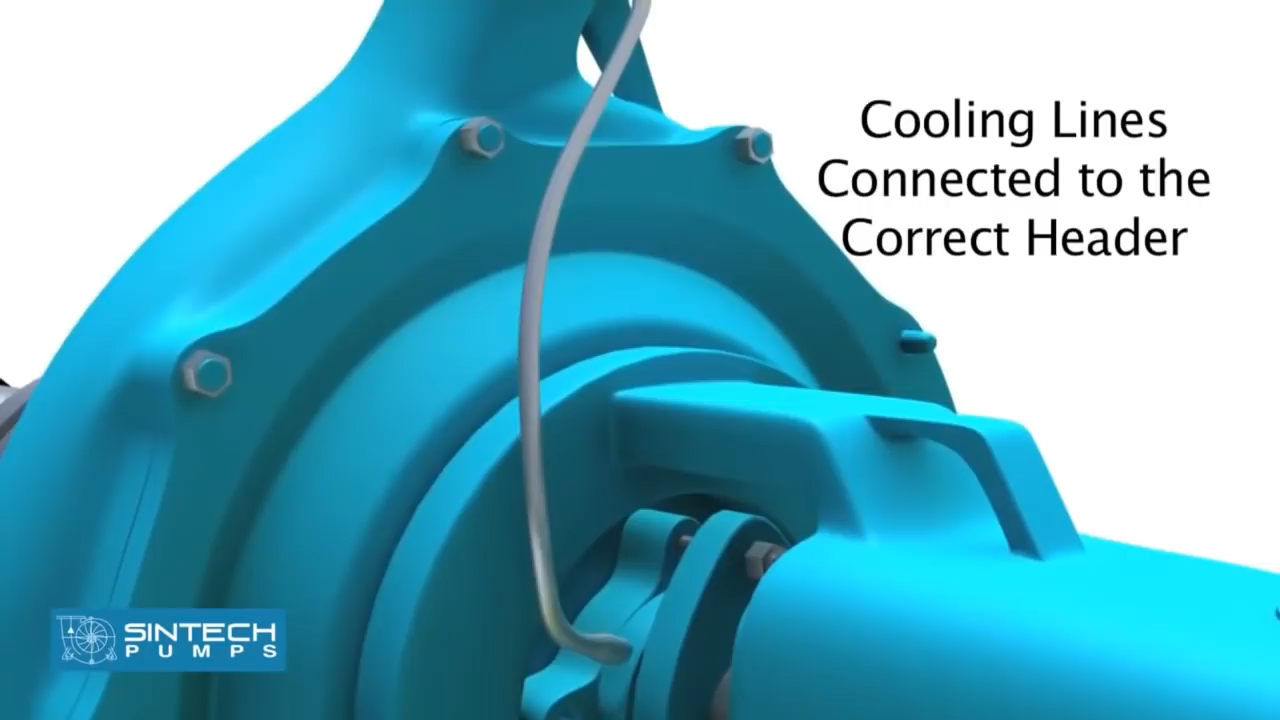 Cooling Lines
Connected to the
Correct Header
SINTECH
PUMPS